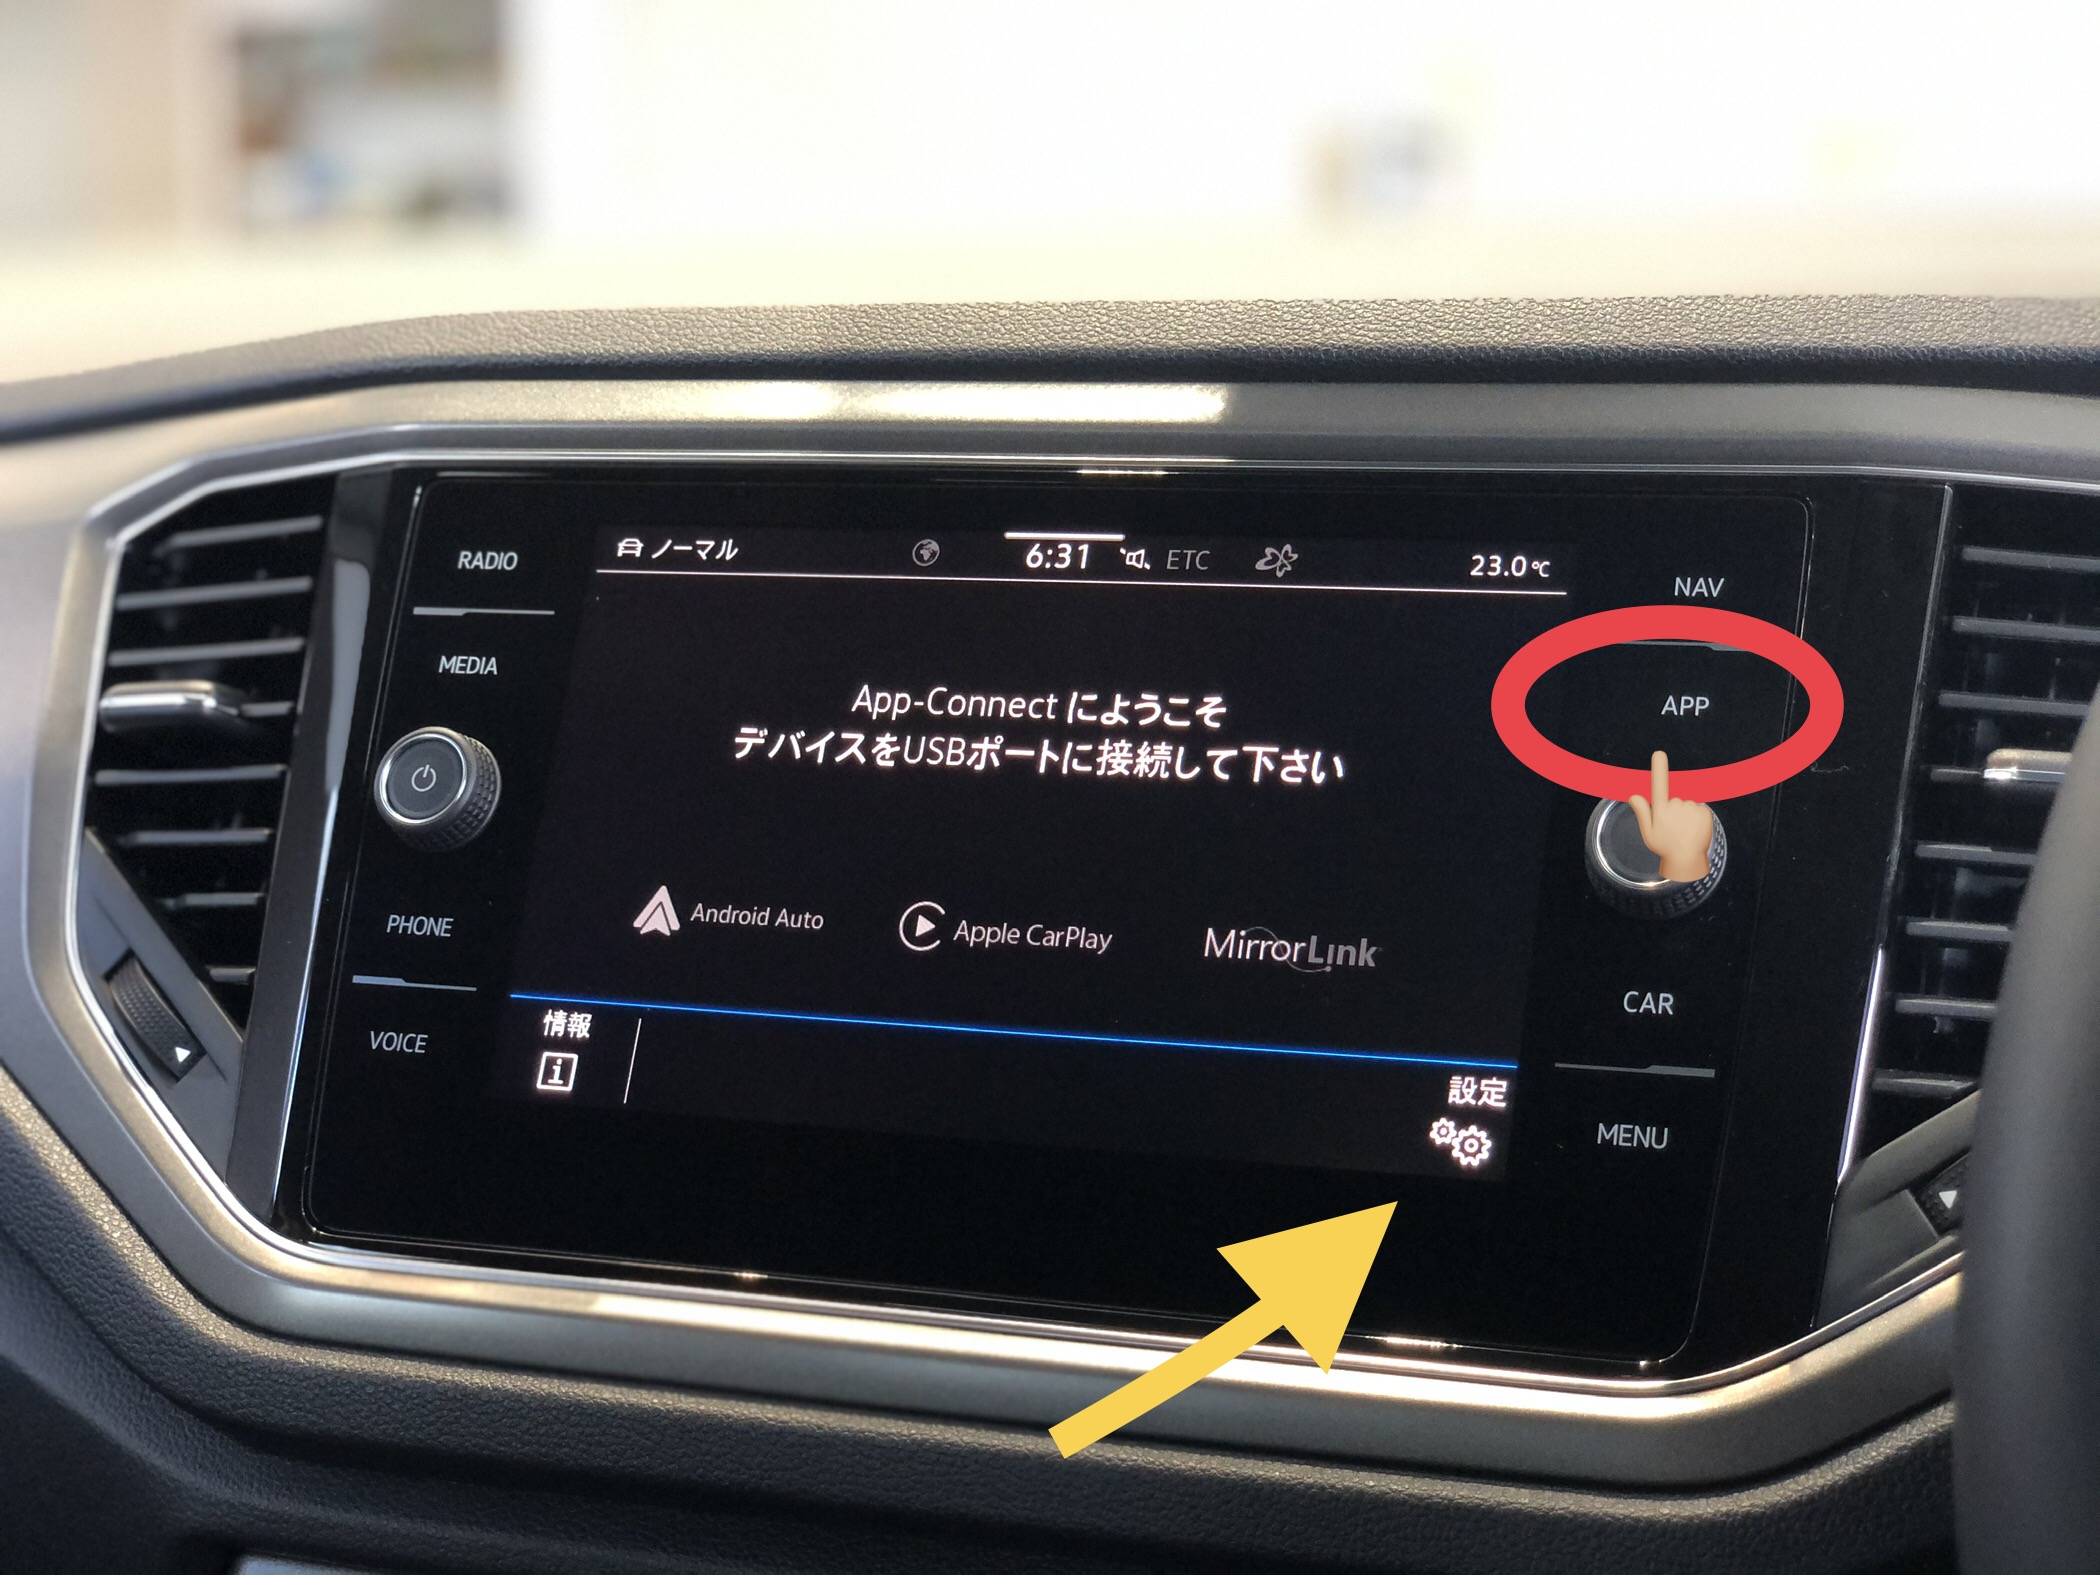 RADIO
MEDIA
PHONE
VOICE
ノーマル
6:31
ETC
23.0℃
App-Connect にようこそ
デバイスをUSBポートに接続して下さい
Android Auto
Apple CarPlay
MirrorLink
情報
i
設定
NAV
APP
CAR
MENU